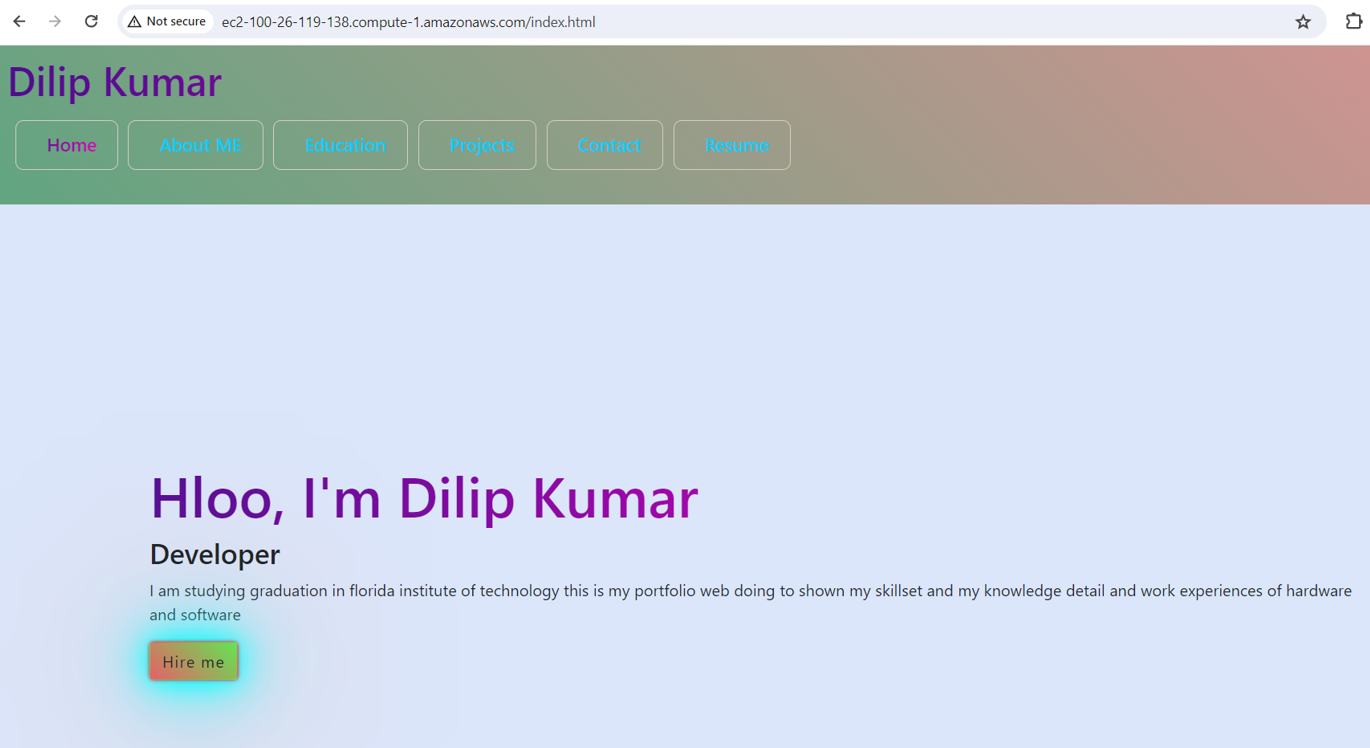 Not secure ec2-100-26-119-138.compute-1.amazonaws.com/index.html
Dilip Kumar
Home About ME Education Projects Contact Resume
Hloo, I'm Dilip Kumar
Developer
I am studying graduation in florida institute of technology this is my portfolio web doing to shown my skillset and my knowledge detail and work experiences of hardware
and software
Hire me